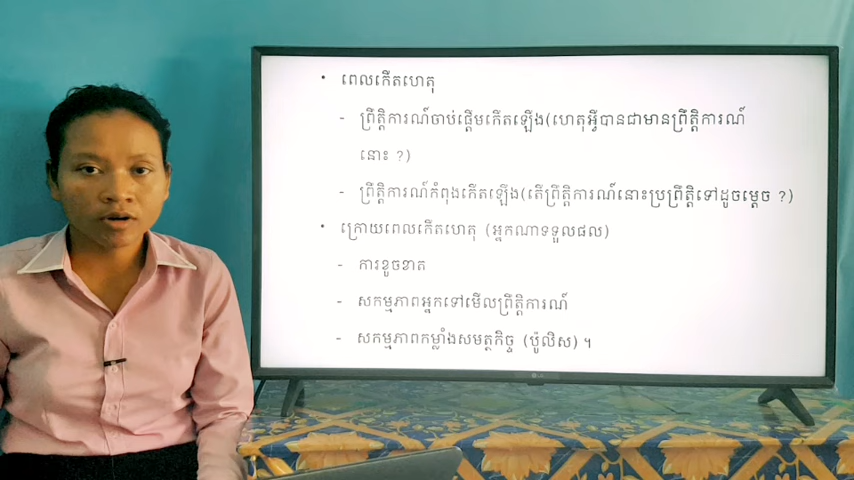 • ពេលកើតហេតុ
- ព្រឹត្តិការណ៍ចាប់ផ្តើមកើតឡើង(ហេតុអ្វីបានជាមានព្រឹត្តិការណ៍
នោះ ?)
- ព្រឹត្តិការណ៍កំពុងកើតឡើង(តើព្រឹត្តិការណ៍នោះប្រព្រឹត្តិទៅដូចម្តេច ?)
• ក្រោយពេលកើតហេតុ (អ្នកណាទទួលផល)
- ការខូចខាត
- សកម្មភាពអ្នកទៅមើលព្រឹត្តិការណ៍
- សកម្មភាពកម្លាំងសមត្ថកិច្ច (ប៉ូលិស) ។
LG